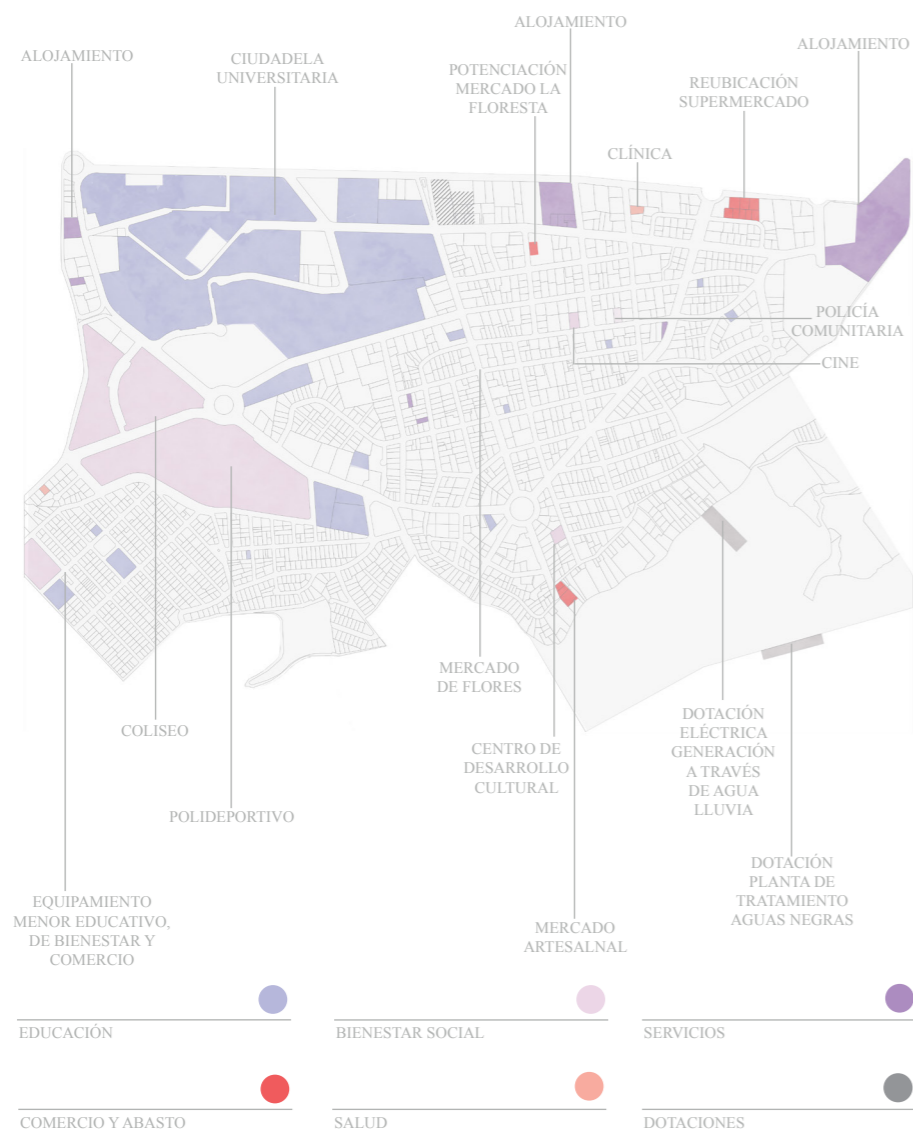 ALOJAMIENTO
ALOJAMIENTO
CIUDADELA
UNIVERSITARIA
POTENCIACIÓN
MERCADO LA
FLORESTA
ALOJAMIENTO
REUBICACIÓN
SUPERMERCADO
CLÍNICA
POLICÍA
COMUNITARIA
CINE
MERCADO
DE FLORES
COLISEO
CENTRO DE
DESARROLLO
CULTURAL
DOTACIÓN
ELÉCTRICA
GENERACIÓN
A TRAVÉS
DE AGUA
LLUVIA
POLIDEPORTIVO
DOTACIÓN
PLANTA DE
TRATAMIENTO
AGUAS NEGRAS
EQUIPAMIENTO
MENOR EDUCATIVO,
DE BIENESTAR Y
COMERCIO
MERCADO
ARTESALNAL
EDUCACIÓN
BIENESTAR SOCIAL
SERVICIOS
COMERCIO Y ABASTO
SALUD
DOTACIONES